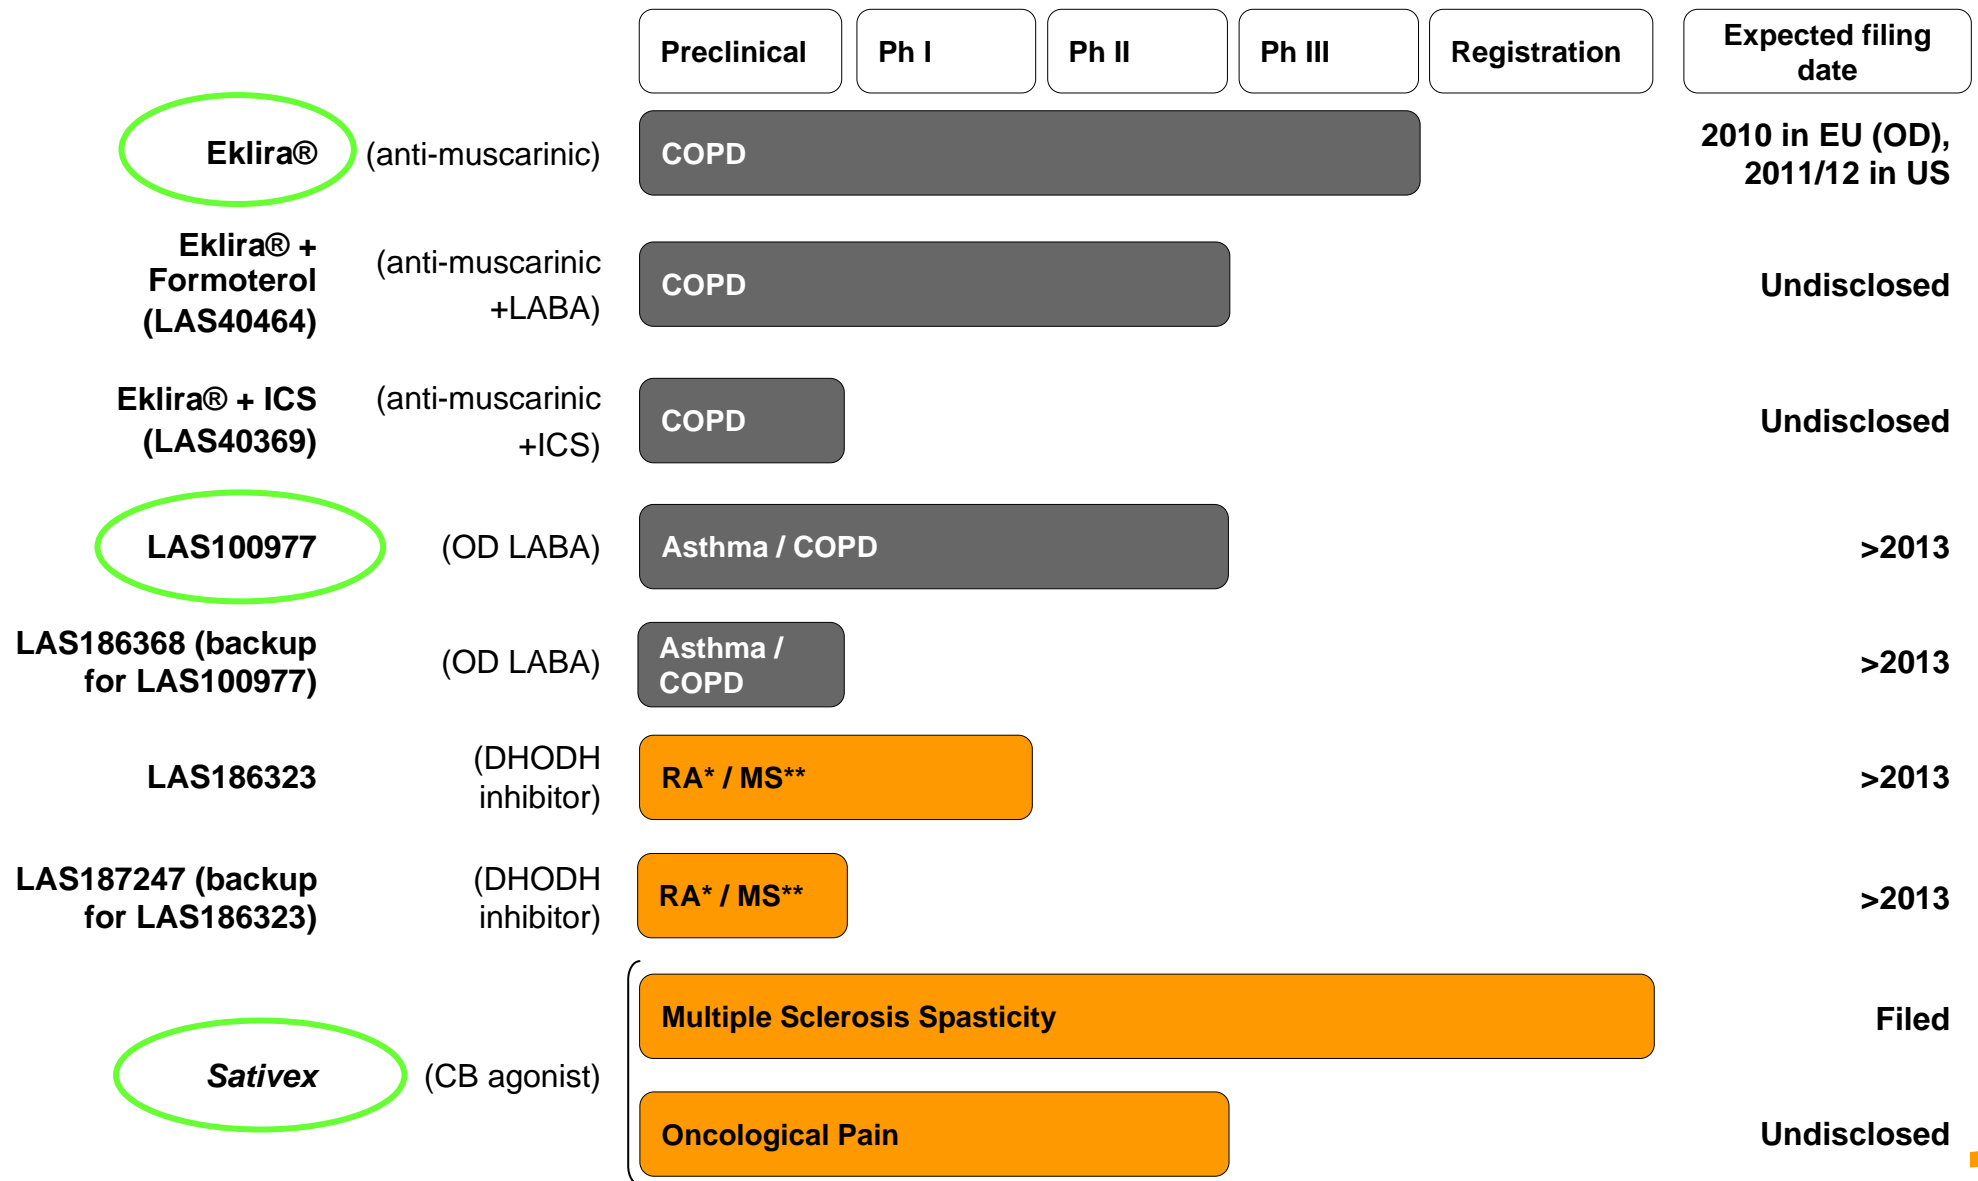 Preclinical
Ph I
Ph II
Ph III
Registration
Expected filing
date
Eklira®
(anti-muscarinic)
COPD
2010 in EU (OD),
2011/12 in US
Eklira® +
Formoterol
(LAS40464)
(anti-muscarinic
+LABA)
COPD
Undisclosed
Eklira® + ICS
(LAS40369)
(anti-muscarinic
+ICS)
COPD
Undisclosed
LAS100977
(OD LABA)
Asthma / COPD
>2013
LAS186368 (backup
for LAS100977)
(OD LABA)
Asthma /
COPD
>2013
LAS186323
(DHODH
inhibitor)
RA* / MS**
>2013
LAS187247 (backup
for LAS186323)
(DHODH
inhibitor)
RA* / MS**
>2013
Sativex
(CB agonist)
Multiple Sclerosis Spasticity
Filed
Oncological Pain
Undisclosed